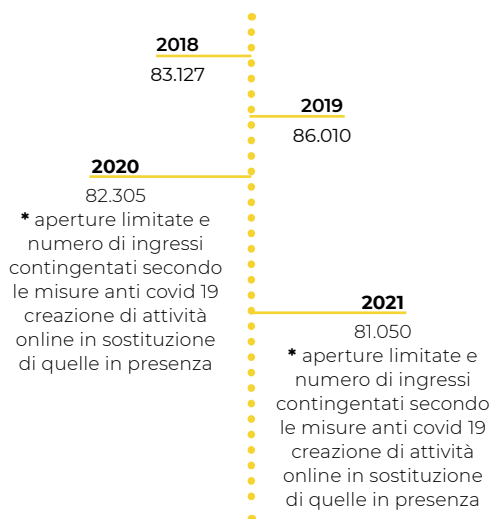 2018
83.127
2019
86.010
2020
82.305
* aperture limitate e
numero di ingressi
contingentati secondo
le misure anti covid 19
creazione di attività
online in sostituzione
di quelle in presenza
2021
81.050
* aperture limitate e
numero di ingressi
contingentati secondo
le misure anti covid 19
creazione di attività
online in sostituzione
di quelle in presenza